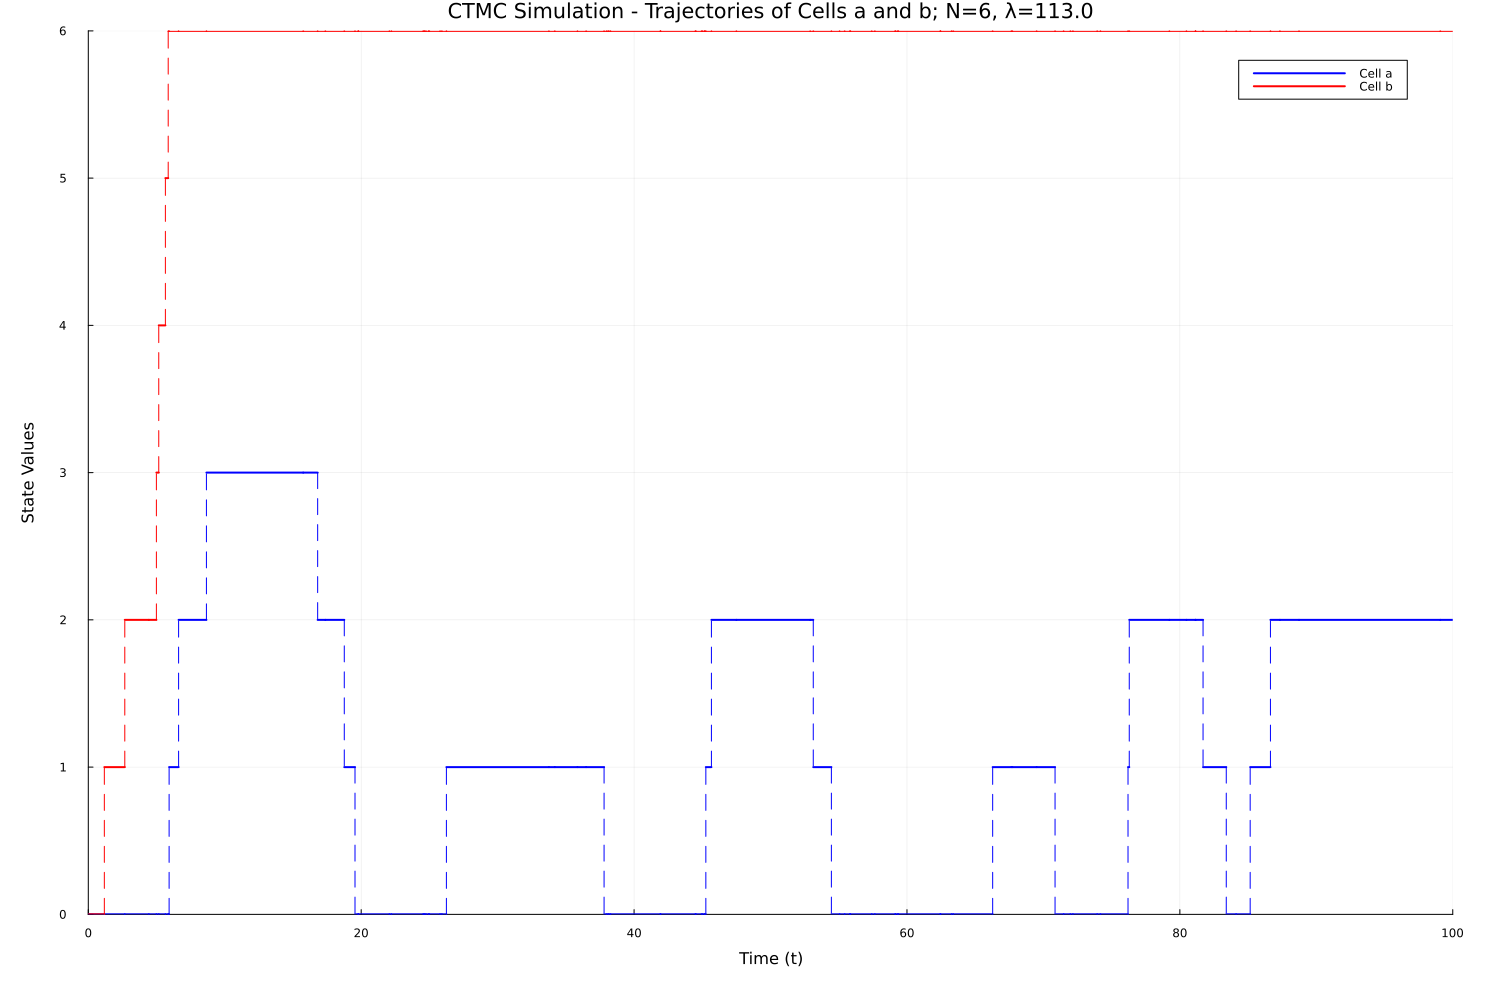 CTMC Simulation - Trajectories of Cells a and b; N=6, λ=113.0
6
Cell a
Cell b
5
4
State Values
3
2
1
0
0 20 40 60 80 100
Time (t)